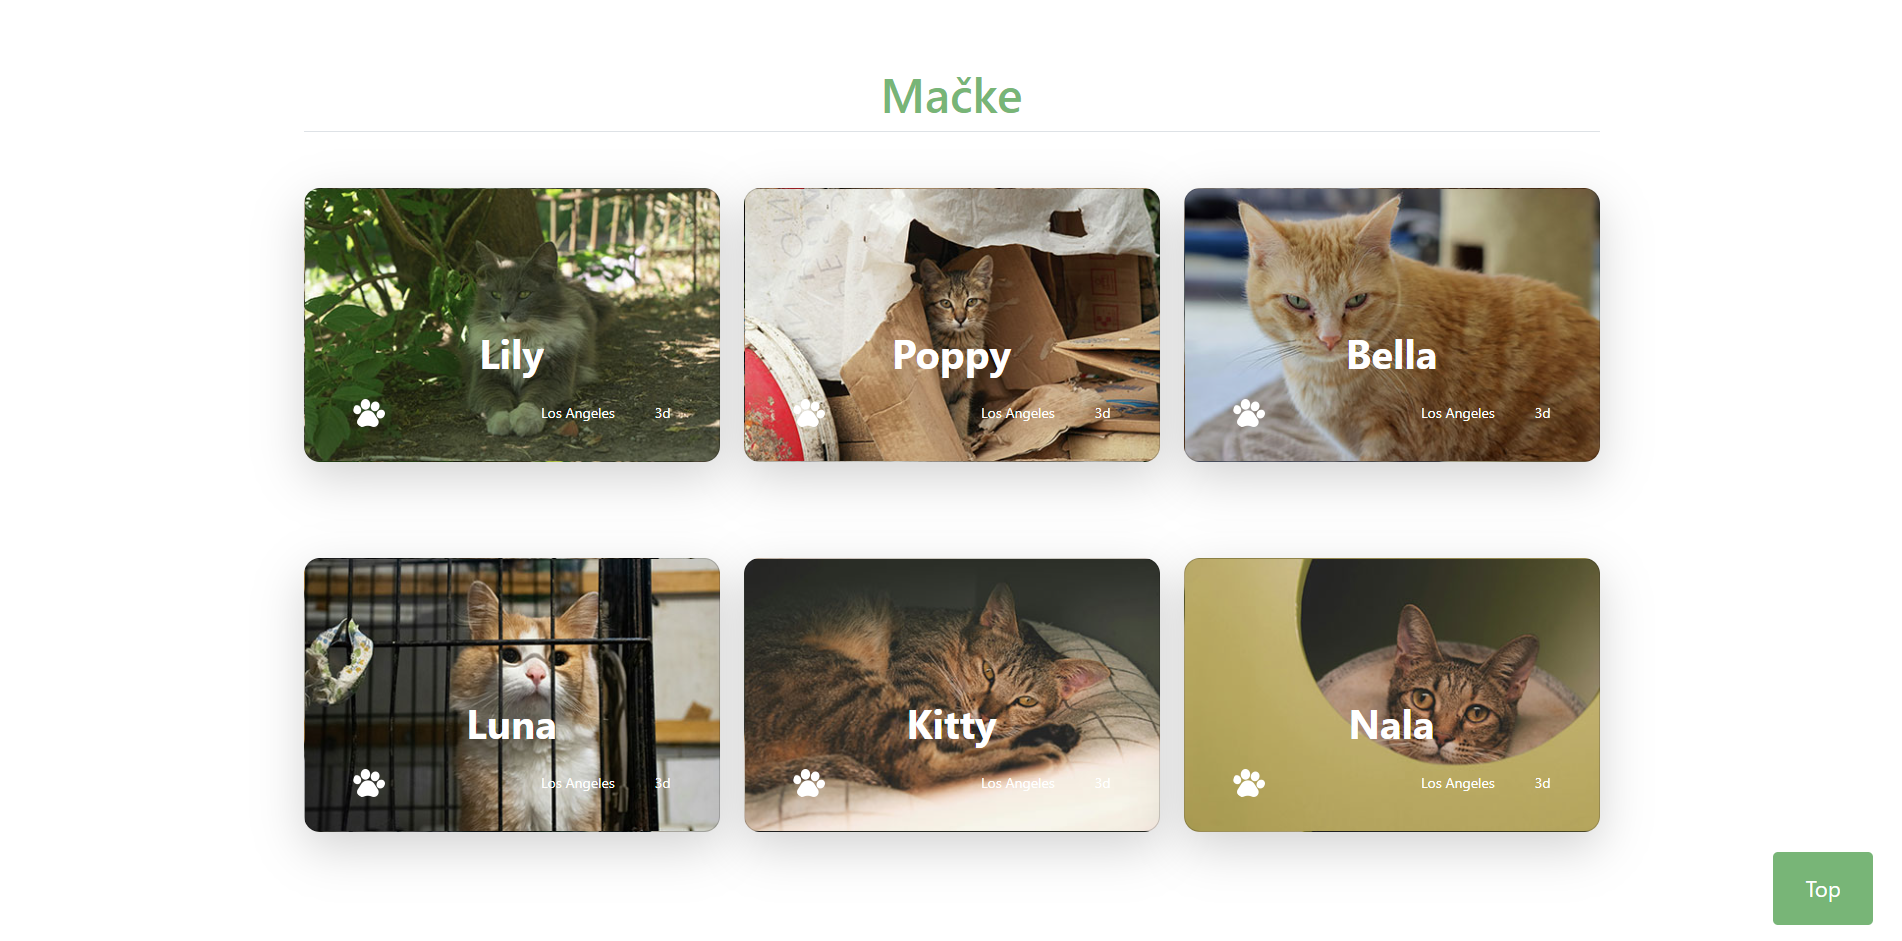 Mačke
Lily
Los Angeles 3d
Poppy
Los Angeles 3d
Bella
Los Angeles 3d
Luna
Los Angeles 3d
Kitty
Los Angeles 3d
Nala
Los Angeles 3d
Top